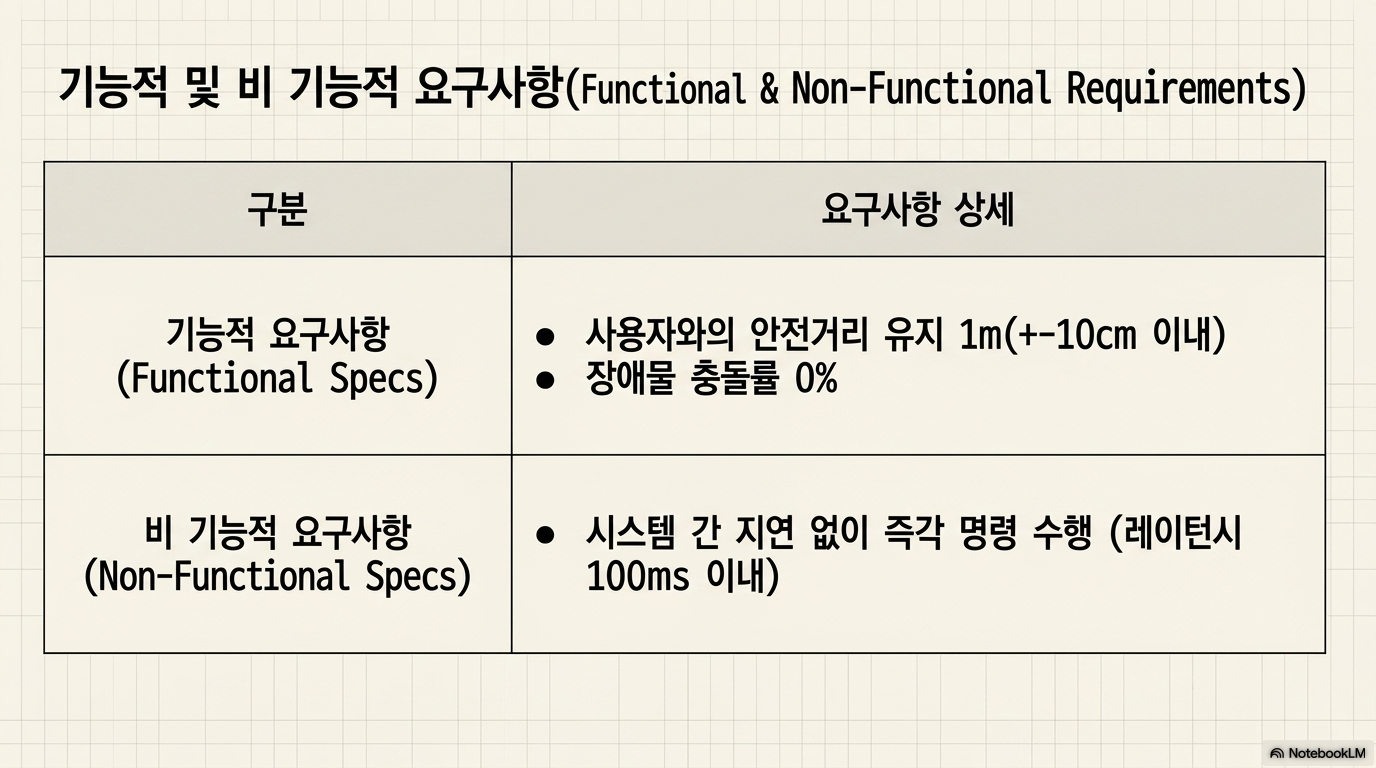 기능적 및 비 기능적 요구사항(Functional & Non-Functional Requirements)
구분
요구사항 상세
기능적 요구사항
(Functional Specs)
● 사용자와의 안전거리 유지 1m(+-10cm 이내)
● 장애물 충돌률 0%
비 기능적 요구사항
(Non-Functional Specs)
● 시스템 간 지연 없이 즉각 명령 수행 (레이턴시
100ms 이내)
NotebookLM